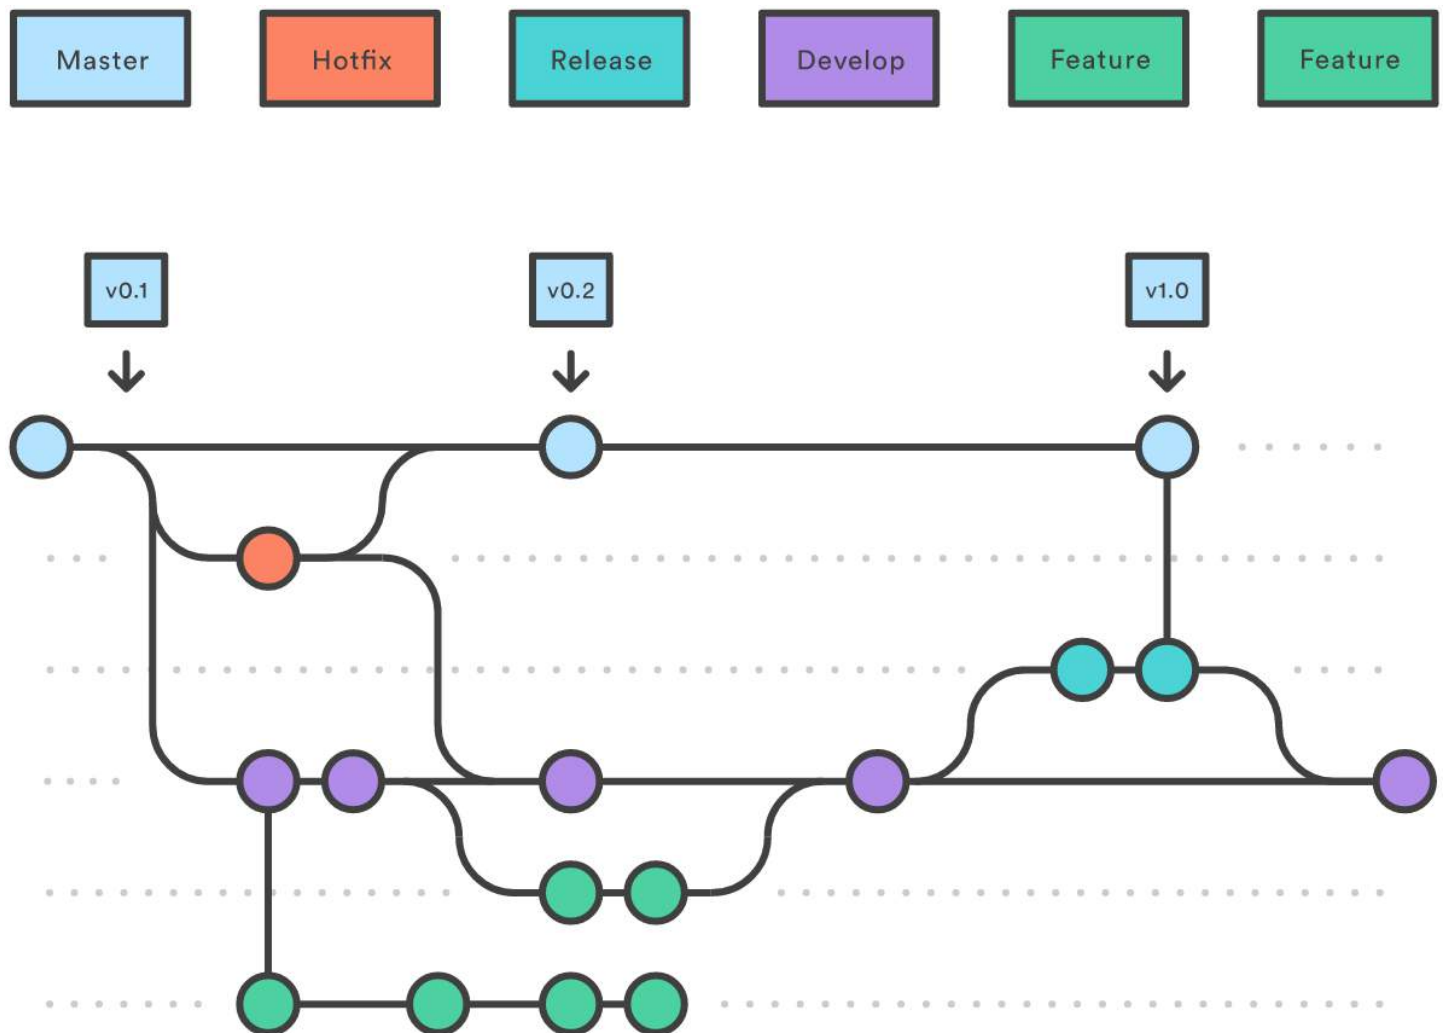 Master
Hotfix
Release
Develop
Feature
Feature
v0.1
v0.2
v1.0